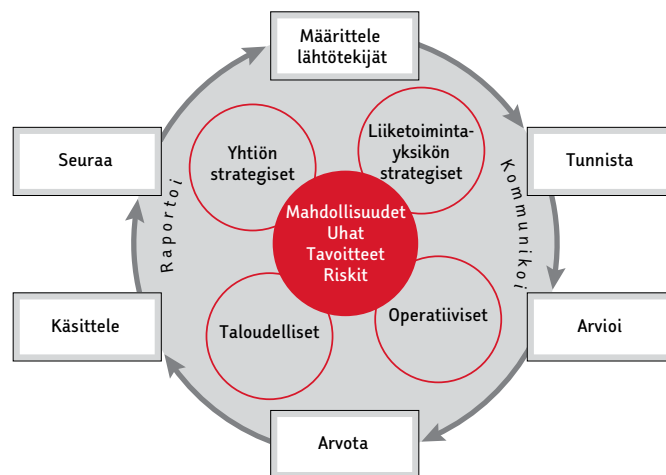 Määrittele
lähtötekijät
Tunnista
Arvioi
Arvota
Käsittele
Seuraa
Raportoi
Kommunikoi
Yhtiön
strategiset
Liiketoiminta-
yksikön
strategiset
Mahdollisuudet
Uhat
Tavoitteet
Riskit
Taloudelliset
Operatiiviset